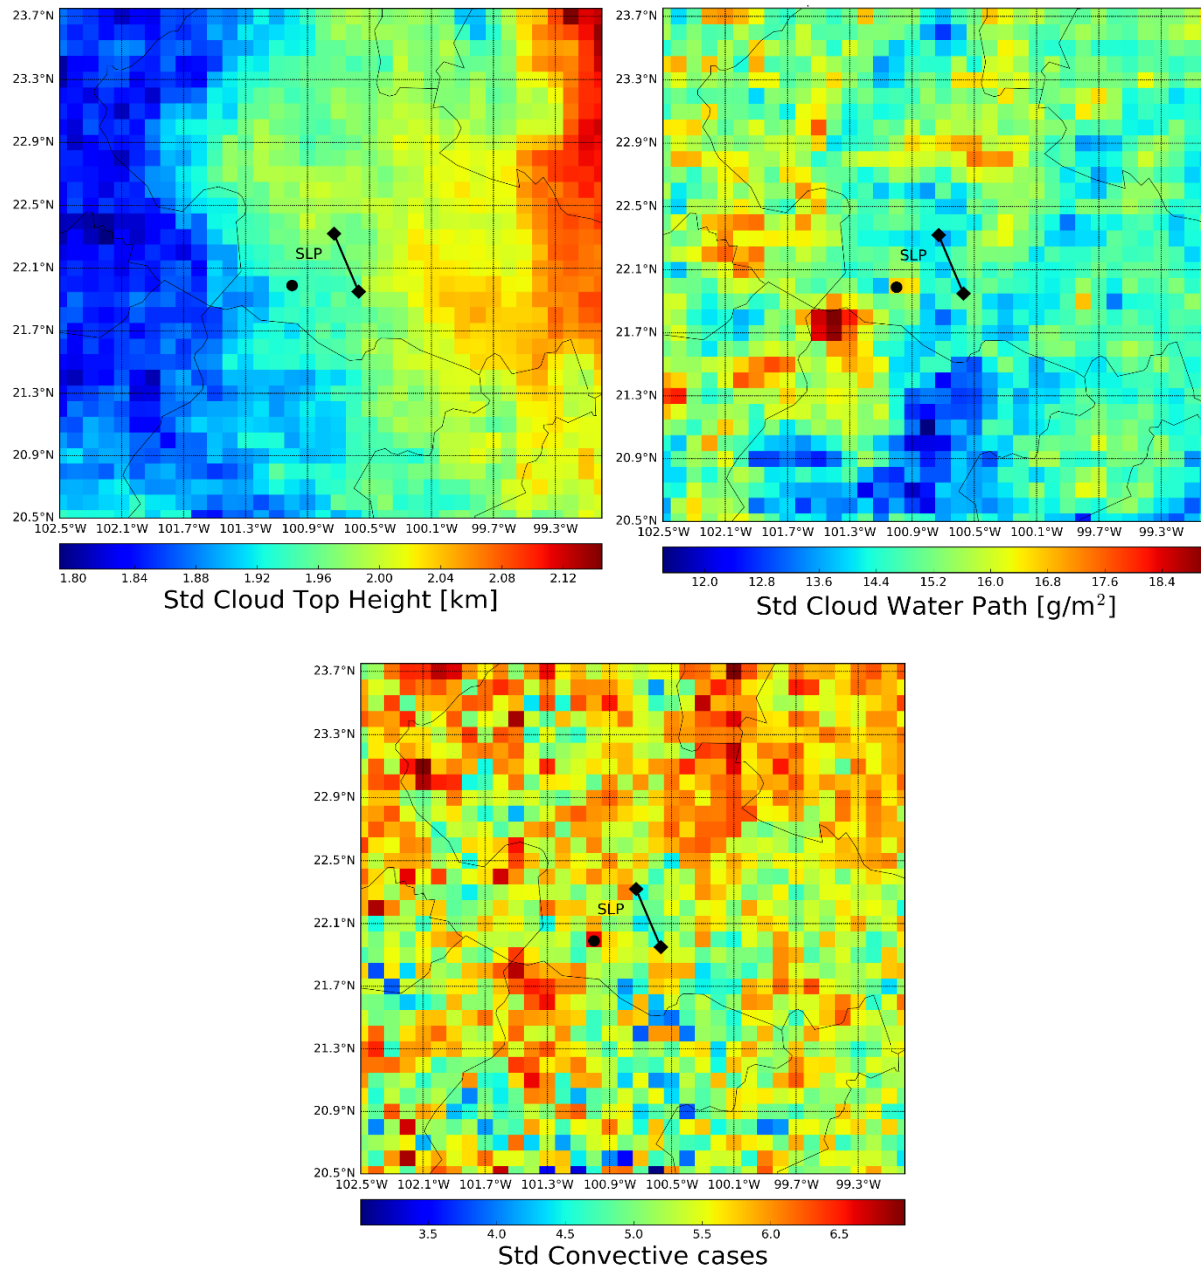 23.7°N
23.3°N
22.9°N
22.5°N
22.1°N
21.7°N
21.3°N
20.9°N
20.5°N
SLP
102.5°W 102.1°W 101.7°W 101.3°W 100.9°W 100.5°W 100.1°W 99.7°W 99.3°W
1.80 1.84 1.88 1.92 1.96 2.00 2.04 2.08 2.12
Std Cloud Top Height [km]
23.7°N
23.3°N
22.9°N
22.5°N
22.1°N
21.7°N
21.3°N
20.9°N
20.5°N
SLP
102.5°W 102.1°W 101.7°W 101.3°W 100.9°W 100.5°W 100.1°W 99.7°W 99.3°W
12.0 12.8 13.6 14.4 15.2 16.0 16.8 17.6 18.4
Std Cloud Water Path [g/m²]
23.7°N
23.3°N
22.9°N
22.5°N
22.1°N
21.7°N
21.3°N
20.9°N
20.5°N
SLP
102.5°W 102.1°W 101.7°W 101.3°W 100.9°W 100.5°W 100.1°W 99.7°W 99.3°W
3.5 4.0 4.5 5.0 5.5 6.0 6.5
Std Convective cases